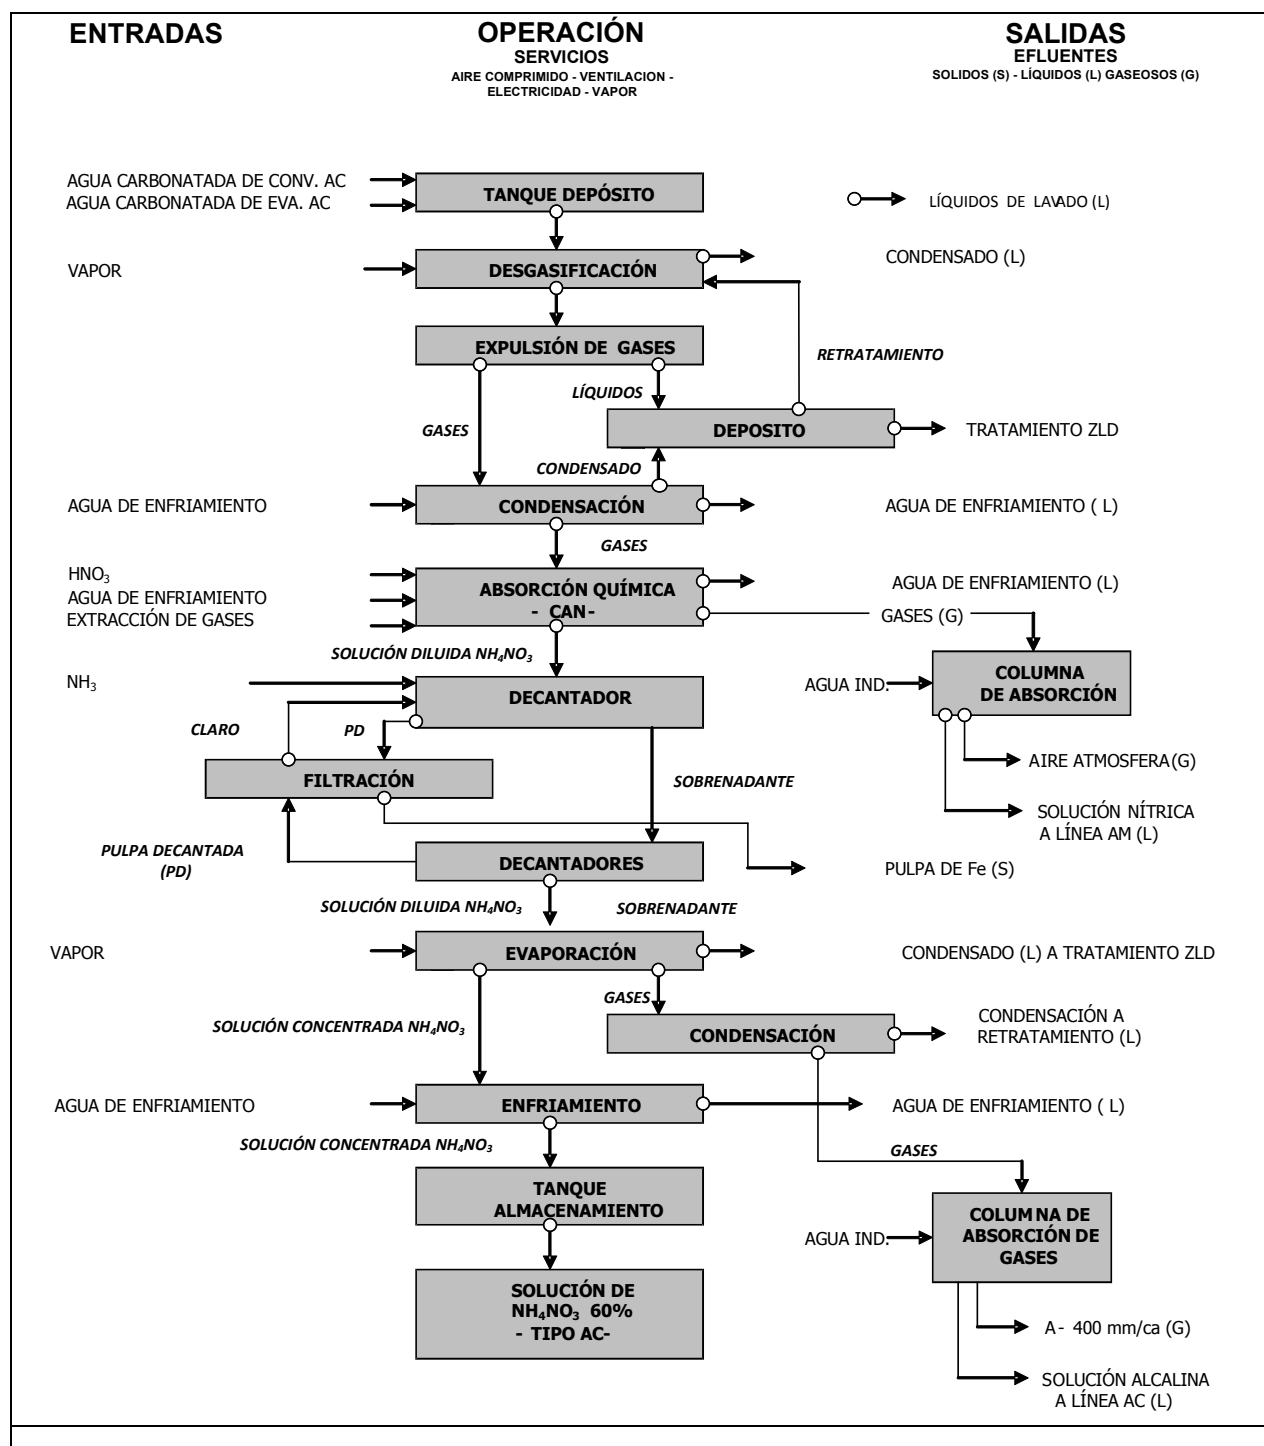 ENTRADAS
OPERACIÓN
SERVICIOS
AIRE COMPRIMIDO - VENTILACION -
ELECTRICIDAD - VAPOR
SALIDAS
EFLUENTES
SOLIDOS (S) - LÍQUIDOS (L) GASEOSOS (G)
AGUA CARBONATADA DE CONV. AC
AGUA CARBONATADA DE EVA. AC
TANQUE DEPÓSITO
LÍQUIDOS DE LAVADO (L)
VAPOR
DESGASIFICACIÓN
CONDENSADO (L)
EXPULSIÓN DE GASES
RETRATAMIENTO
LÍQUIDOS
GASES
DEPOSITO
TRATAMIENTO ZLD
CONDENSADO
AGUA DE ENFRIAMIENTO
CONDENSACIÓN
AGUA DE ENFRIAMIENTO ( L)
GASES
HNO₃
AGUA DE ENFRIAMIENTO
EXTRACCIÓN DE GASES
ABSORCIÓN QUÍMICA
- CAN-
AGUA DE ENFRIAMIENTO (L)
GASES (G)
SOLUCIÓN DILUIDA NH₄NO₃
NH₃
DECANTADOR
AGUA IND.
COLUMNA
DE ABSORCIÓN
CLARO
PD
AIRE ATMOSFERA(G)
FILTRACIÓN
SOBRENADANTE
SOLUCIÓN NÍTRICA
A LÍNEA AM (L)
PULPA DECANTADA
(PD)
DECANTADORES
PULPA DE Fe (S)
SOLUCIÓN DILUIDA NH₄NO₃
SOBRENADANTE
VAPOR
EVAPORACIÓN
CONDENSADO (L) A TRATAMIENTO ZLD
GASES
SOLUCIÓN CONCENTRADA NH₄NO₃
CONDENSACIÓN
CONDENSACIÓN A
RETRATAMIENTO (L)
AGUA DE ENFRIAMIENTO
ENFRIAMIENTO
AGUA DE ENFRIAMIENTO ( L)
SOLUCIÓN CONCENTRADA NH₄NO₃
GASES
TANQUE
ALMACENAMIENTO
AGUA IND.
COLUMNA DE
ABSORCIÓN DE
GASES
SOLUCIÓN DE
NH₄NO₃ 60%
- TIPO AC-
A - 400 mm/ca (G)
SOLUCIÓN ALCALINA
A LÍNEA AC (L)